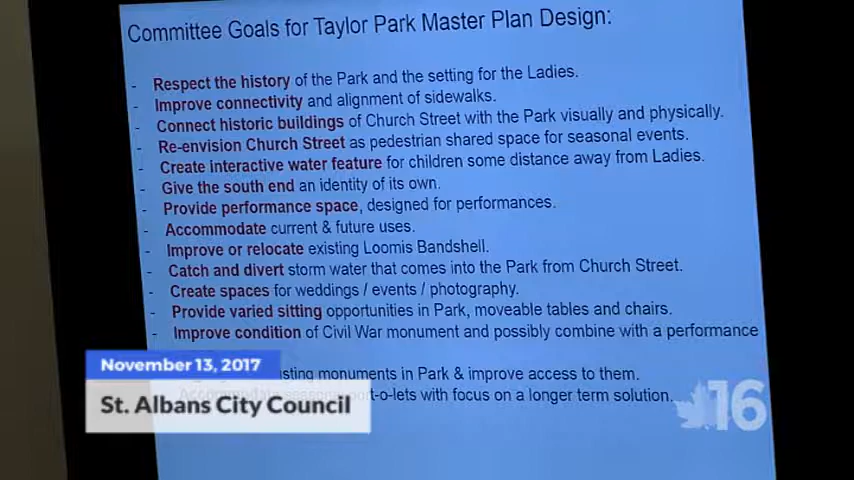 Committee Goals for Taylor Park Master Plan Design:
- Respect the history of the Park and the setting for the Ladies.
- Improve connectivity and alignment of sidewalks.
- Connect historic buildings of Church Street with the Park visually and physically.
- Re-envision Church Street as pedestrian shared space for seasonal events.
- Create interactive water feature for children some distance away from Ladies.
- Give the south end an identity of its own.
- Provide performance space, designed for performances.
- Accommodate current & future uses.
- Improve or relocate existing Loomis Bandshell.
- Catch and divert storm water that comes into the Park from Church Street.
- Create spaces for weddings / events / photography.
- Provide varied sitting opportunities in Park, moveable tables and chairs.
- Improve condition of Civil War monument and possibly combine with a performance
monuments in Park & improve access to them.
with focus on a longer term solution.
November 13, 2017
St. Albans City Council
16